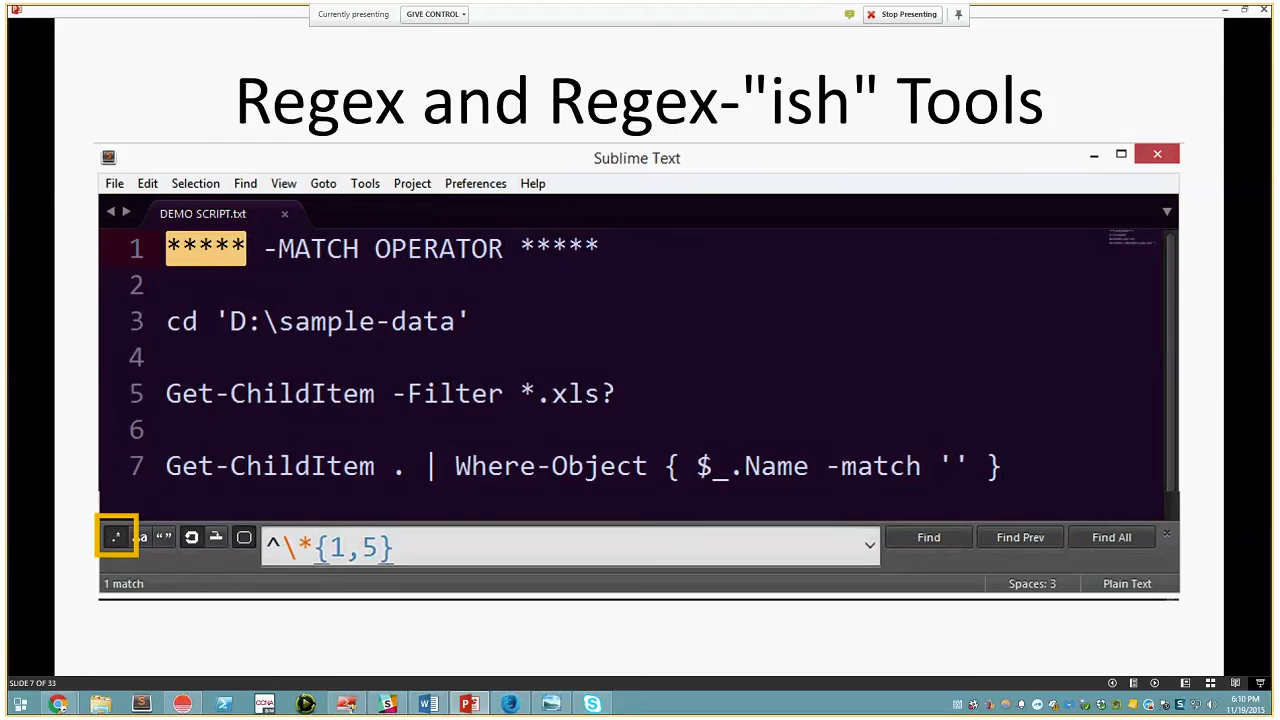 Currently presenting GIVE CONTROL Stop Presenting
Regex and Regex-"ish" Tools
Sublime Text
File Edit Selection Find View Goto Tools Project Preferences Help
DEMO SCRIPT.txt
1 ***** -MATCH OPERATOR *****
2
3 cd 'D:\sample-data'
4
5 Get-ChildItem -Filter *.xls?
6
7 Get-ChildItem . | Where-Object { $_.Name -match '' }
.* Aa “” ^\*{1,5} Find Find Prev Find All
1 match Spaces: 3 Plain Text
SLIDE 7 OF 33
6:10 PM
11/19/2015